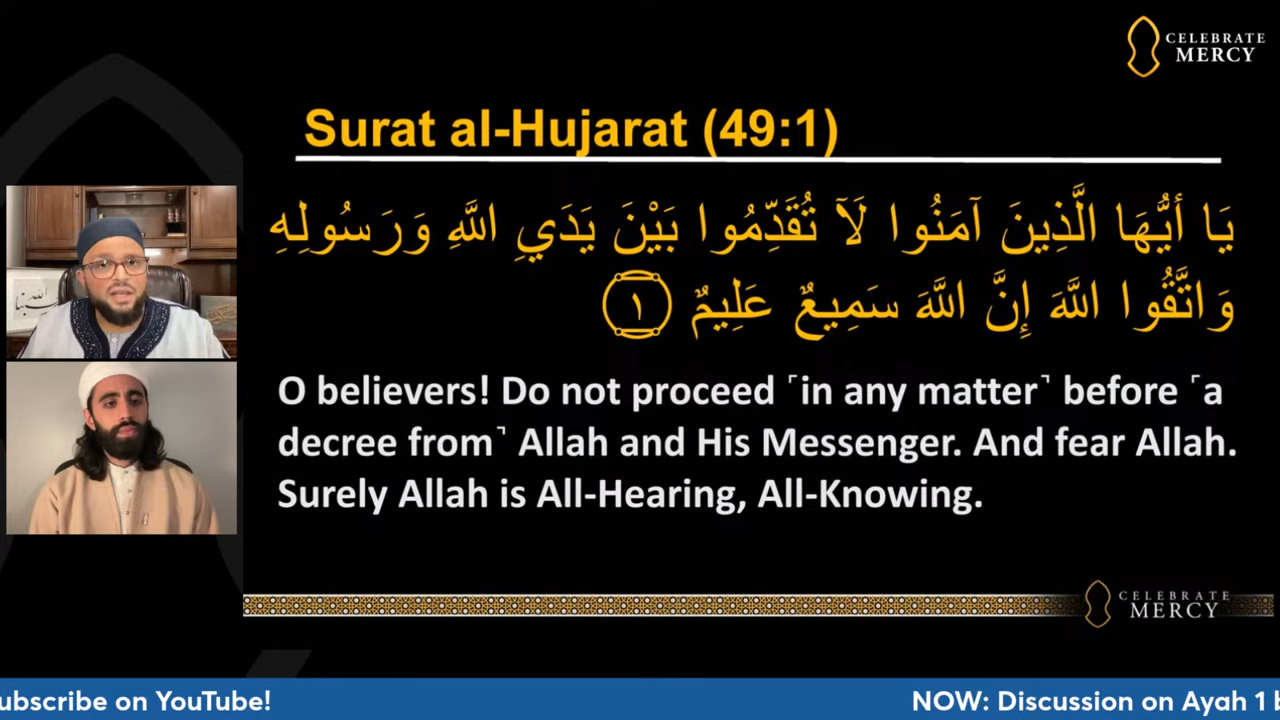 CELEBRATE
MERCY
Surat al-Hujarat (49:1)
يَا أَيُّهَا الَّذِينَ آمَنُوا لَا تُقَدِّمُوا بَيْنَ يَدَيِ اللَّهِ وَرَسُولِهِ
وَاتَّقُوا اللَّهَ إِنَّ اللَّهَ سَمِيعٌ عَلِيمٌ ١
O believers! Do not proceed ˹in any matter˺ before ˹a
decree from˺ Allah and His Messenger. And fear Allah.
Surely Allah is All-Hearing, All-Knowing.
CELEBRATE
MERCY
ubscribe on YouTube!
NOW: Discussion on Ayah 1 b